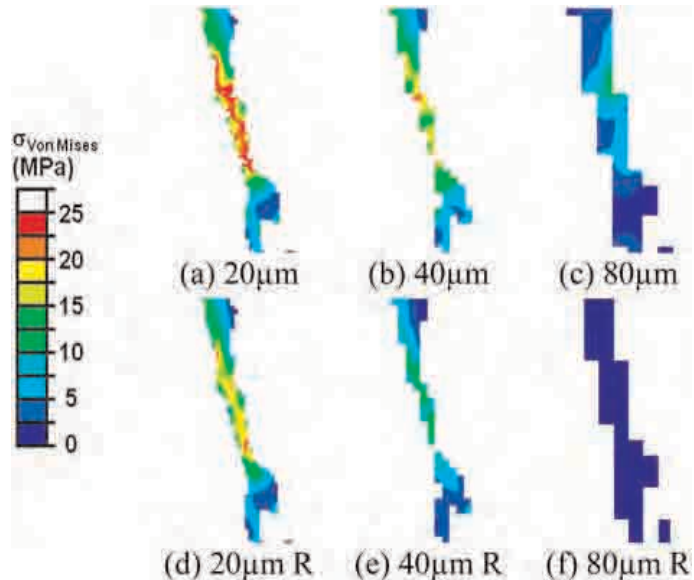 σVon Mises
(MPa)
25
20
15
10
5
0
(a) 20µm
(b) 40µm
(c) 80µm
(d) 20µm R
(e) 40µm R
(f) 80µm R